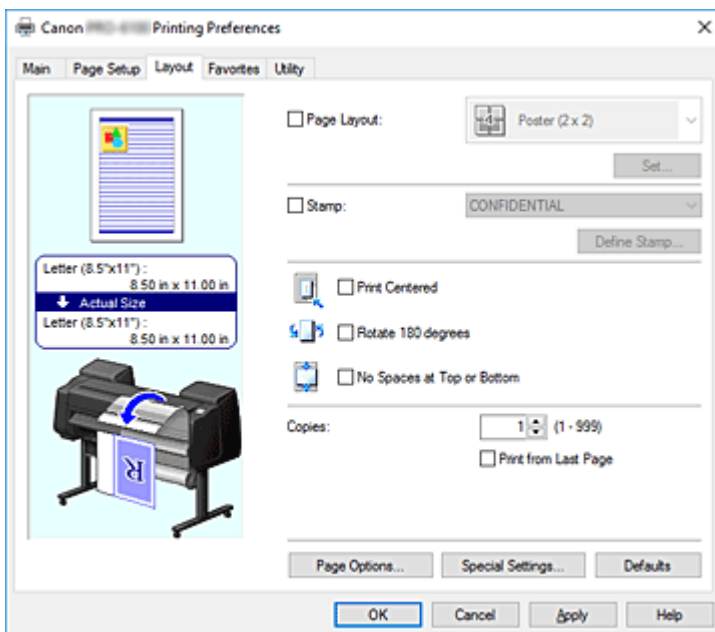 Canon Printing Preferences
Main Page Setup Layout Favorites Utility
Page Layout:
Poster (2 x 2)
Set...
Stamp:
CONFIDENTIAL
Define Stamp...
Letter (8.5"x11") :
8.50 in x 11.00 in
Actual Size
Letter (8.5"x11") :
8.50 in x 11.00 in
Print Centered
Rotate 180 degrees
No Spaces at Top or Bottom
Copies:
1 (1 - 999)
Print from Last Page
R
Page Options... Special Settings... Defaults
OK Cancel Apply Help